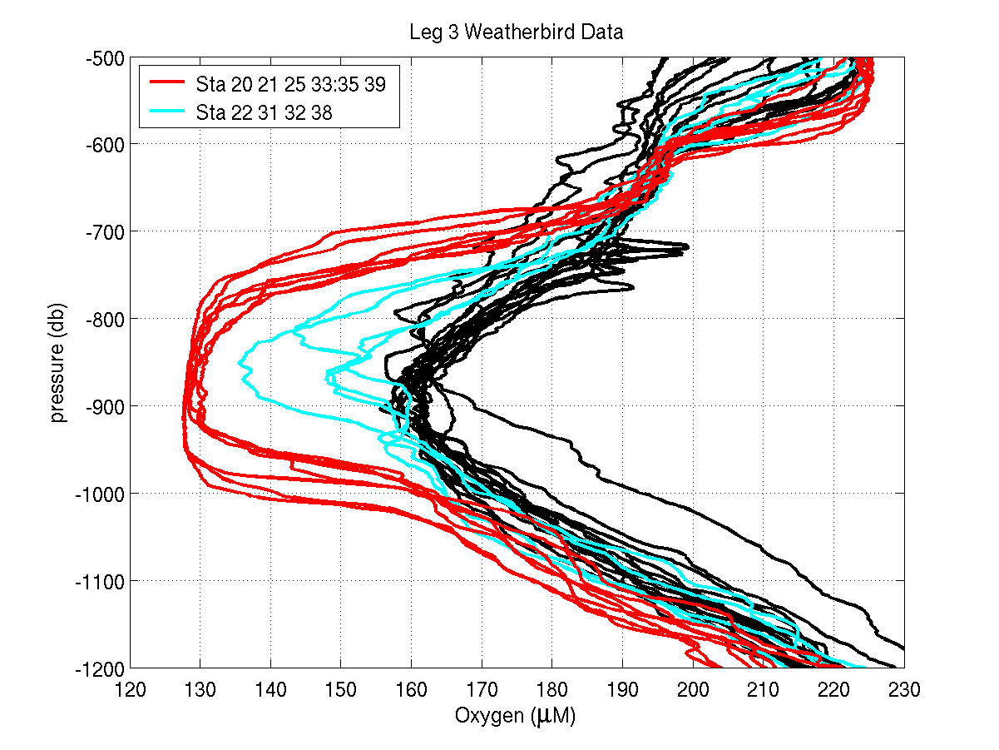 Leg 3 Weatherbird Data
Sta 20 21 25 33:35 39
Sta 22 31 32 38
-500
-600
-700
-800
-900
-1000
-1100
-1200
pressure (db)
120 130 140 150 160 170 180 190 200 210 220 230
Oxygen (μM)